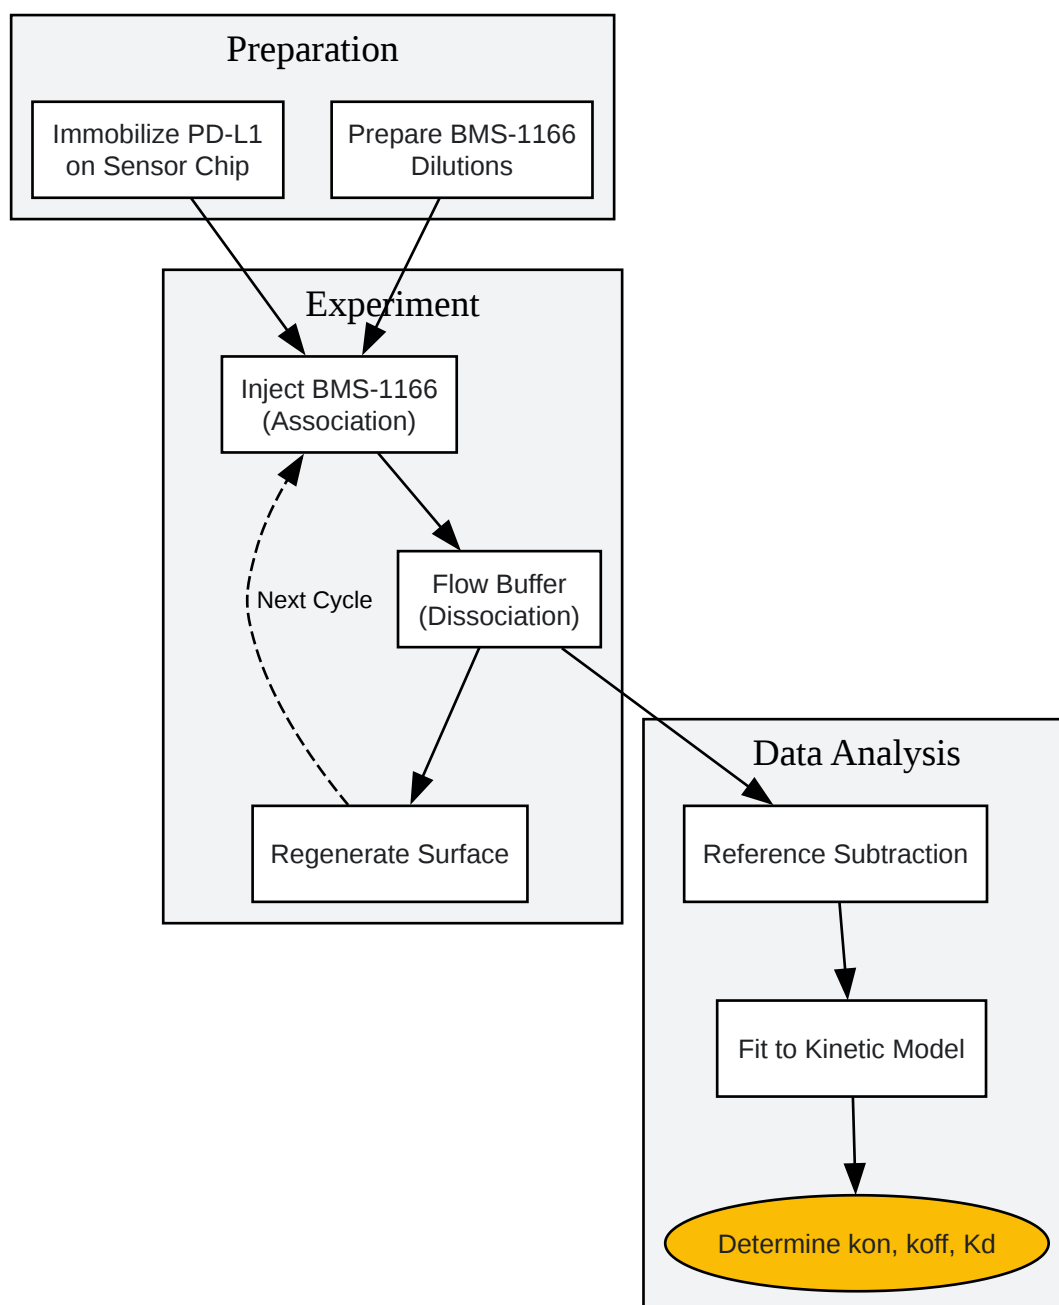 Preparation
Immobilize PD-L1
on Sensor Chip
Prepare BMS-1166
Dilutions
Experiment
Inject BMS-1166
(Association)
Flow Buffer
(Dissociation)
Next Cycle
Regenerate Surface
Data Analysis
Reference Subtraction
Fit to Kinetic Model
Determine kon, koff, Kd